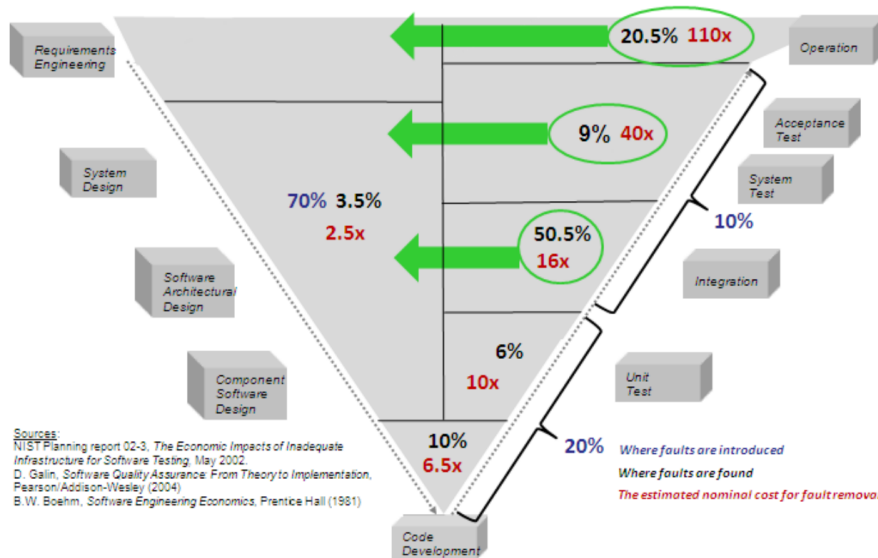 Requirements
Engineering
20.5% 110x
Operation
9% 40x
Acceptance
Test
System
Design
System
Test
70% 3.5%
2.5x
10%
50.5%
16x
Software
Architectural
Design
Integration
6%
10x
Component
Software
Design
Unit
Test
10%
6.5x
20%
Sources:
NIST Planning report 02-3, The Economic Impacts of Inadequate
Infrastructure for Software Testing, May 2002.
D. Galin, Software Quality Assurance: From Theory to Implementation,
Pearson/Addison-Wesley (2004)
B.W. Boehm, Software Engineering Economics, Prentice Hall (1981)
Where faults are introduced
Where faults are found
The estimated nominal cost for fault removal
Code
Development